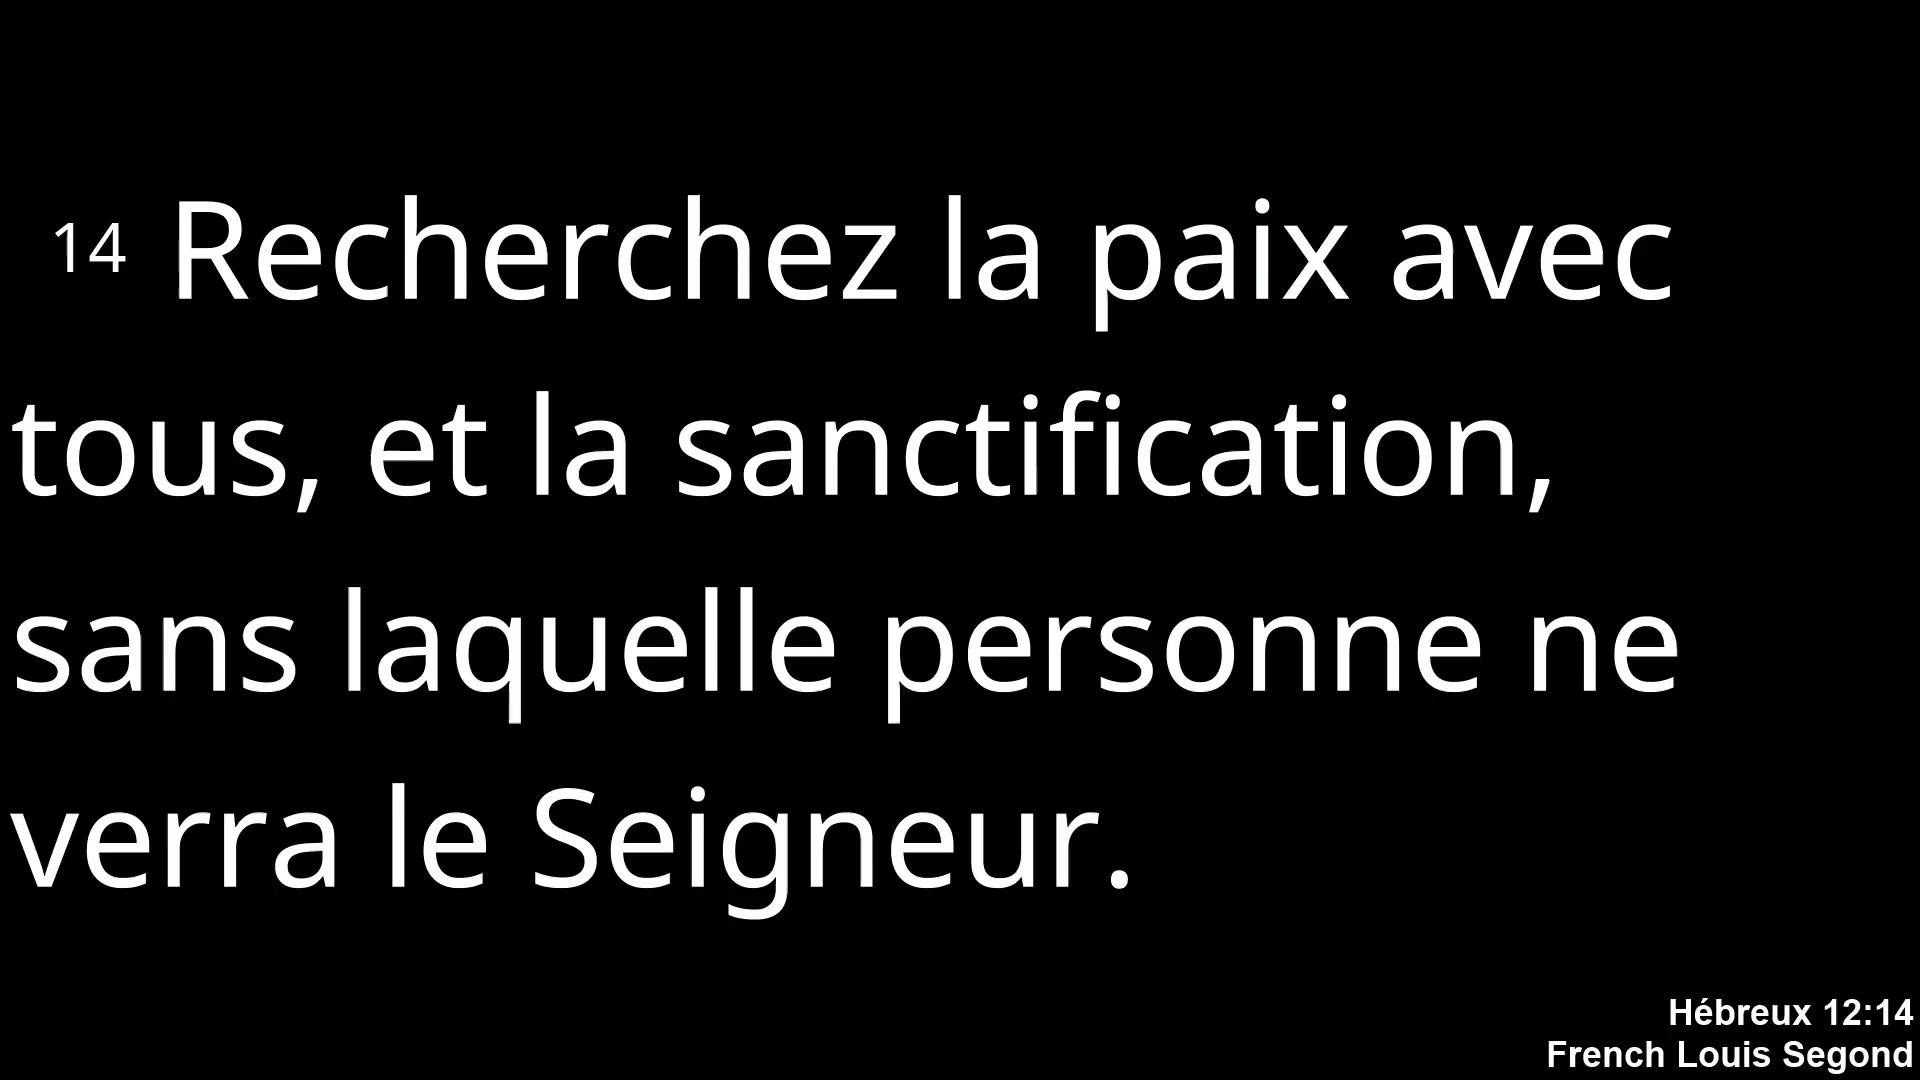 14 Recherchez la paix avec
tous, et la sanctification,
sans laquelle personne ne
verra le Seigneur.
Hébreux 12:14
French Louis Segond